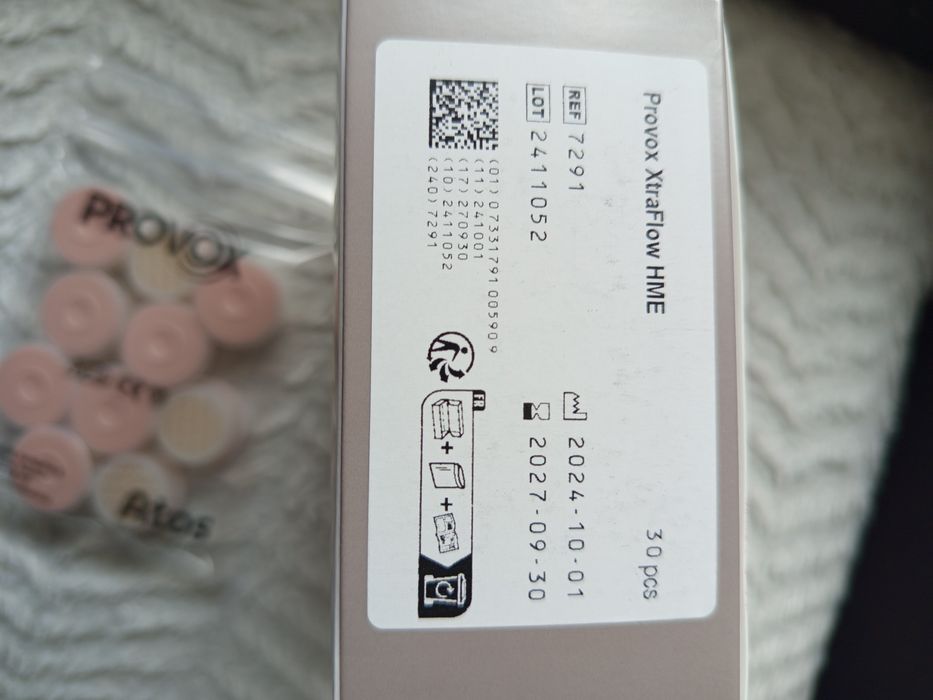 Provox XtraFlow HME
30 pcs
REF 7291
LOT 2411052
2024-10-01
2027-09-30
(01)07331791005909
(11)241001
(17)270930
(10)2411052
(240)7291
FR
+ +
PROVOX
Atos